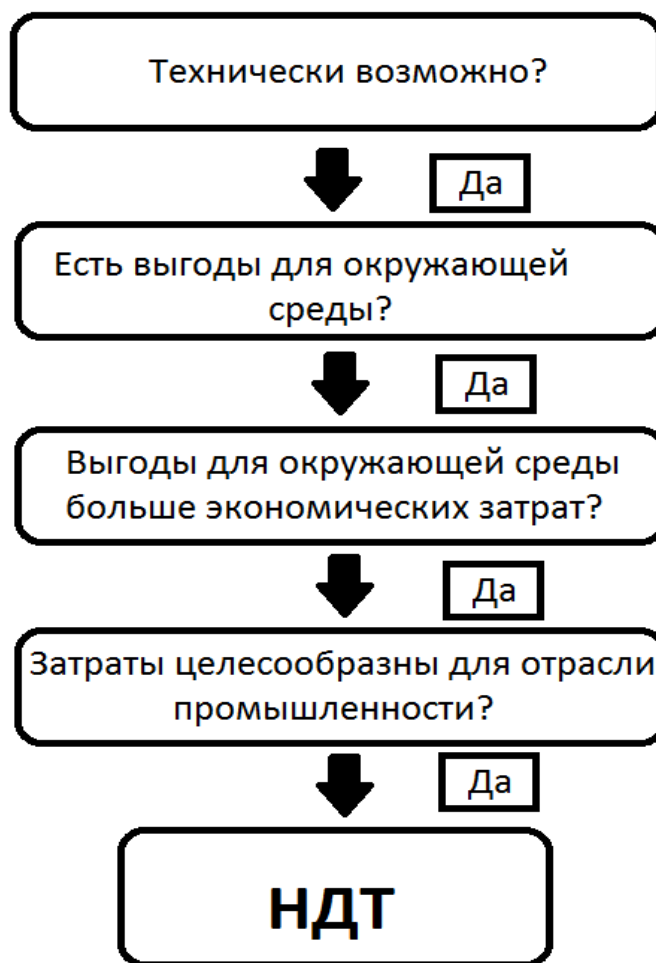 Технически возможно?
Да
Есть выгоды для окружающей
среды?
Да
Выгоды для окружающей среды
больше экономических затрат?
Да
Затраты целесообразны для отрасли
промышленности?
Да
НДТ